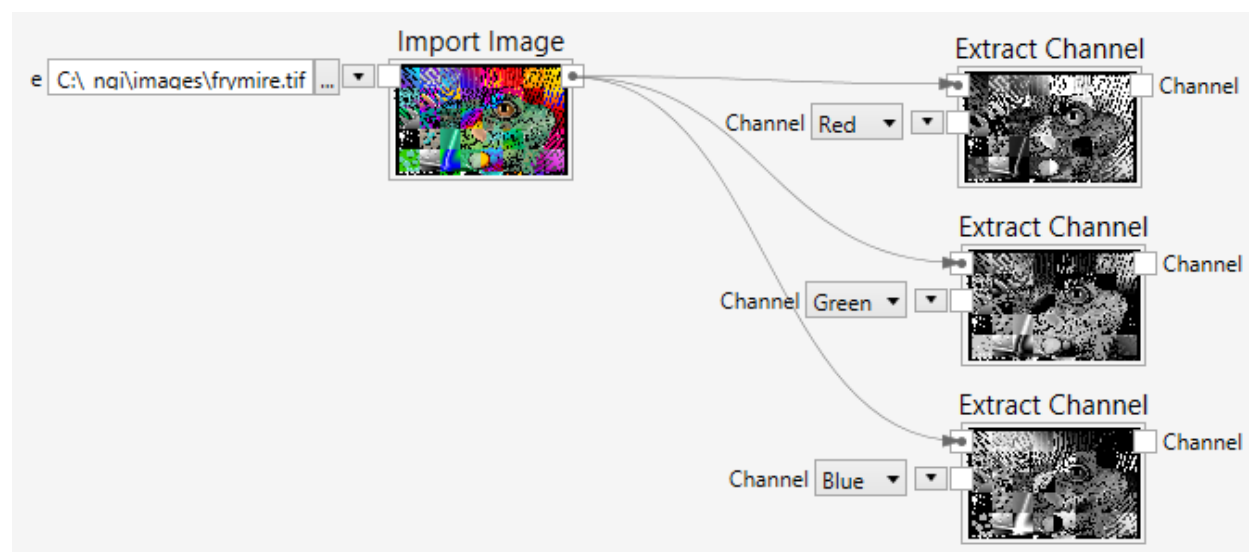 Import Image
e C:\_ngi\images\frymire.tif ...
Extract Channel
Channel
Channel Red
Extract Channel
Channel
Channel Green
Extract Channel
Channel
Channel Blue